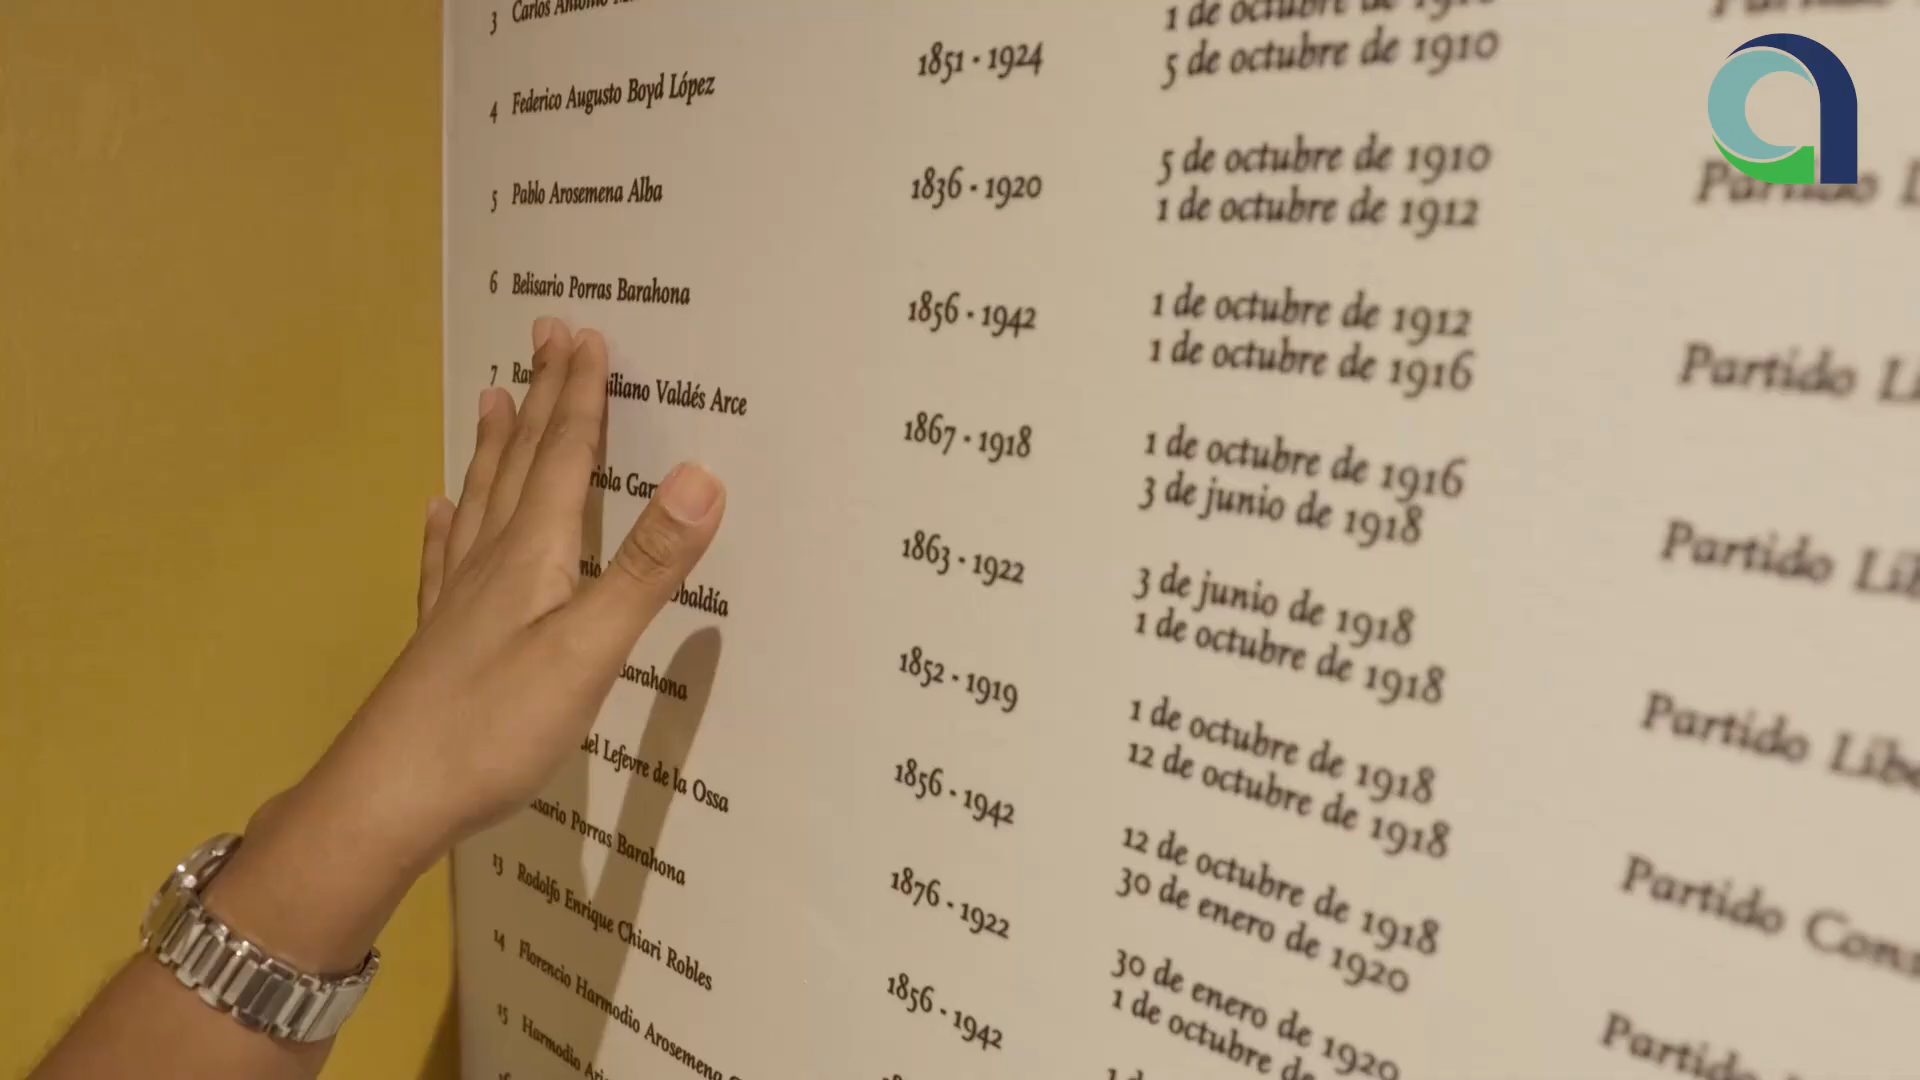 3 Carlos Antonio
1 de octubre de
1851 - 1924 5 de octubre de 1910
4 Federico Augusto Boyd López
5 de octubre de 1910
5 Pablo Arosemena Alba 1836 - 1920 1 de octubre de 1912
Partido
6 Belisario Porras Barahona 1856 - 1942 1 de octubre de 1912
1 de octubre de 1916
Partido
7 iliano Valdés Arce 1867 - 1918 1 de octubre de 1916
3 de junio de 1918
Partido
riola 1863 - 1922 3 de junio de 1918
1 de octubre de 1918
Partido
baldía 1852 - 1919 1 de octubre de 1918
12 de octubre de 1918
Partido
Barahona 1856 - 1942 12 de octubre de 1918
30 de enero de 1920
Partido
el Lefevre de la Ossa 1876 - 1922 30 de enero de 1920
1 de octubre de
sario Porras Barahona 1856 - 1942
13 Rodolfo Enrique Chiari Robles
14 Florencio Harmodio Arosemena
15 Harmodio